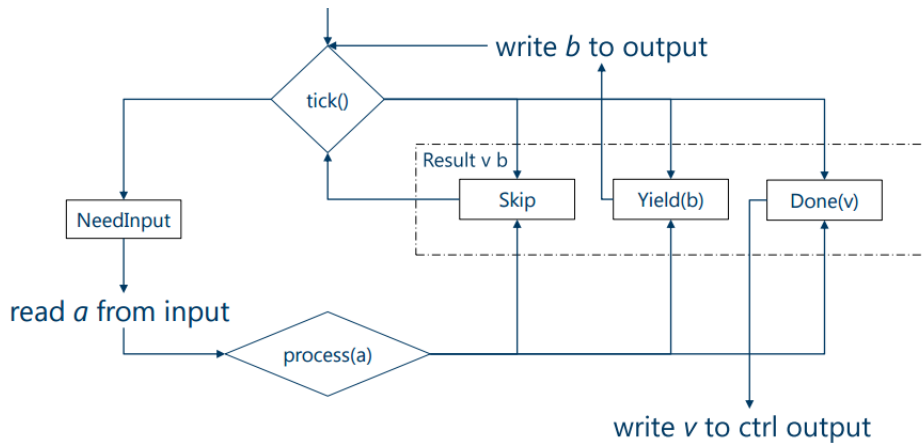 write b to output
tick()
Result v b
Skip
Yield(b)
Done(v)
NeedInput
read a from input
process(a)
write v to ctrl output